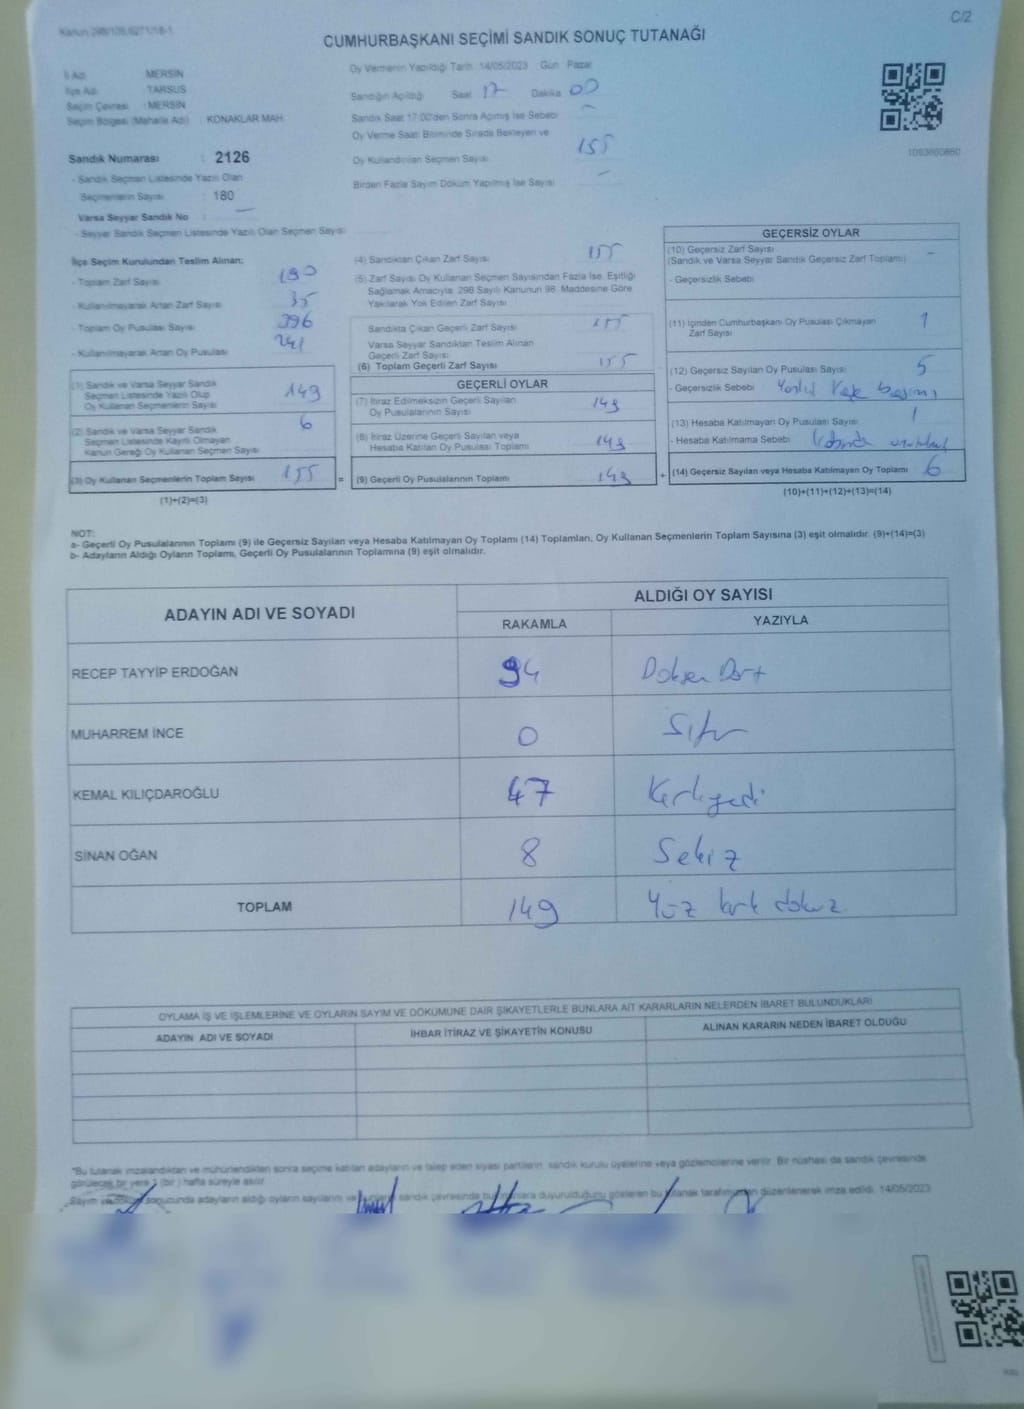 Kanun 298/105,6271/18-1
C/2
CUMHURBAŞKANI SEÇİMİ SANDIK SONUÇ TUTANAĞI
İl Adı : MERSİN
İlçe Adı : TARSUS
Seçim Çevresi : MERSİN
Seçim Bölgesi (Mahalle Adı) : KONAKLAR MAH.
Sandık Numarası : 2126
- Sandık Seçmen Listesinde Yazılı Olan
Seçmenlerin Sayısı : 180
Varsa Seyyar Sandık No : —
- Seyyar Sandık Seçmen Listesinde Yazılı Olan Seçmen Sayısı
Oy Vermenin Yapıldığı Tarih :14/05/2023 Gün : Pazar
Sandığın Açıldığı Saat 17 Dakika 00
Sandık Saat 17:00'den Sonra Açılmış İse Sebebi –
Oy Verme Saati Bitiminde Sırada Bekleyen ve
Oy Kullandırılan Seçmen Sayısı 155
Birden Fazla Sayım Döküm Yapılmış İse Sayısı –
1093660860
İlçe Seçim Kurulundan Teslim Alınan:
- Toplam Zarf Sayısı 190
- Kullanılmayarak Artan Zarf Sayısı 35
- Toplam Oy Pusulası Sayısı 396
- Kullanılmayarak Artan Oy Pusulası 241
(1) Sandık ve Varsa Seyyar Sandık
Seçmen Listesinde Yazılı Olup
Oy Kullanan Seçmenlerin Sayısı 149
(2) Sandık ve Varsa Seyyar Sandık
Seçmen Listesinde Kayıtlı Olmayan
Kanun Gereği Oy Kullanan Seçmen Sayısı 6
(3) Oy Kullanan Seçmenlerin Toplam Sayısı 155
(1)+(2)=(3)
(4) Sandıktan Çıkan Zarf Sayısı 155
(5) Zarf Sayısı Oy Kullanan Seçmen Sayısından Fazla İse, Eşitliği
Sağlamak Amacıyla, 298 Sayılı Kanunun 98. Maddesine Göre
Yakılarak Yok Edilen Zarf Sayısı
Sandıkta Çıkan Geçerli Zarf Sayısı 155
Varsa Seyyar Sandıktan Teslim Alınan
Geçerli Zarf Sayısı
(6) Toplam Geçerli Zarf Sayısı 155
GEÇERLİ OYLAR
(7) İtiraz Edilmeksizin Geçerli Sayılan
Oy Pusulalarının Sayısı 149
(8) İtiraz Üzerine Geçerli Sayılan veya
Hesaba Katılan Oy Pusulası Toplamı 149
= (9) Geçerli Oy Pusulalarının Toplamı 149 +
GEÇERSİZ OYLAR
(10) Geçersiz Zarf Sayısı –
(Sandık ve Varsa Seyyar Sandık Geçersiz Zarf Toplamı)
- Geçersizlik Sebebi
(11) İçinden Cumhurbaşkanı Oy Pusulası Çıkmayan
Zarf Sayısı 1
(12) Geçersiz Sayılan Oy Pusulası Sayısı 5
- Geçersizlik Sebebi
(13) Hesaba Katılmayan Oy Pusulası Sayısı 1
- Hesaba Katılmama Sebebi
(14) Geçersiz Sayılan veya Hesaba Katılmayan Oy Toplamı 6
(10)+(11)+(12)+(13)=(14)
NOT:
a- Geçerli Oy Pusulalarının Toplamı (9) ile Geçersiz Sayılan veya Hesaba Katılmayan Oy Toplamı (14) Toplamları, Oy Kullanan Seçmenlerin Toplam Sayısına (3) eşit olmalıdır. (9)+(14)=(3)
b- Adayların Aldığı Oyların Toplamı, Geçerli Oy Pusulalarının Toplamına (9) eşit olmalıdır.
ADAYIN ADI VE SOYADI ALDIĞI OY SAYISI
RAKAMLA YAZIYLA
RECEP TAYYİP ERDOĞAN 94 Doksan Dört
MUHARREM İNCE 0 Sıfır
KEMAL KILIÇDAROĞLU 47 Kırkyedi
SİNAN OĞAN 8 Sekiz
TOPLAM 149 Yüz kırk dokuz
OYLAMA İŞ VE İŞLEMLERİNE VE OYLARIN SAYIM VE DÖKÜMÜNE DAİR ŞİKAYETLERLE BUNLARA AİT KARARLARIN NELERDEN İBARET BULUNDUKLARI
ADAYIN ADI VE SOYADI İHBAR İTİRAZ VE ŞİKAYETİN KONUSU ALINAN KARARIN NEDEN İBARET OLDUĞU
*Bu tutanak imzalandıktan ve mühürlendikten sonra seçime katılan adayların ve talep eden siyasi partilerin, sandık kurulu üyelerine veya gözlemcilerine verilir. Bir nüshası da sandık çevresinde
görülecek bir yere 1 (bir) hafta süreyle asılır.
Sayım ve döküm sonucunda adayların aldığı oyların sayılarını ve sandık çevresinde duyurulduğunu gösteren bu tutanak tarafımızdan düzenlenerek imza edildi. 14/05/2023